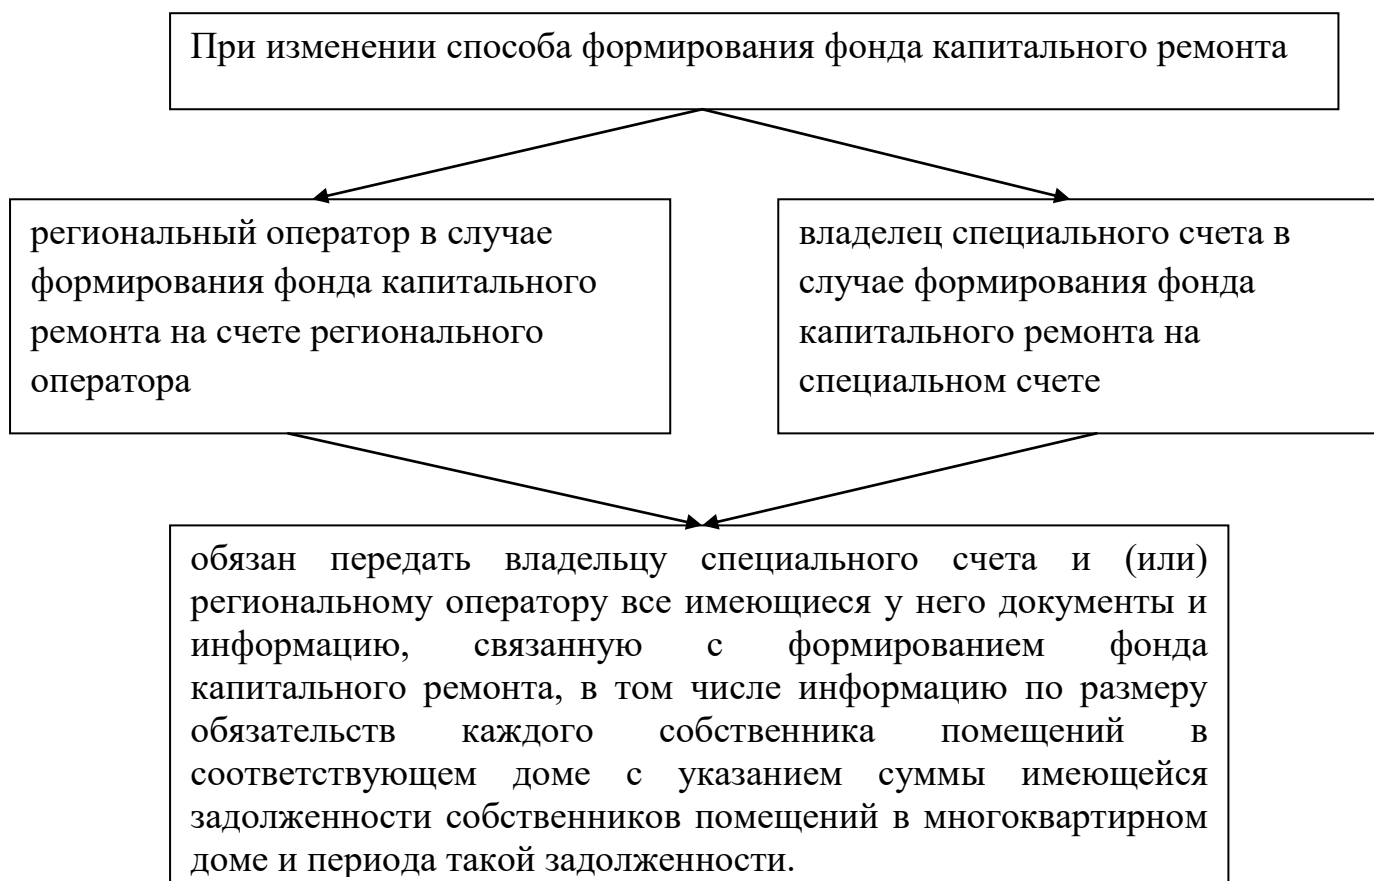 При изменении способа формирования фонда капитального ремонта
региональный оператор в случае
формирования фонда капитального
ремонта на счете регионального
оператора
владелец специального счета в
случае формирования фонда
капитального ремонта на
специальном счете
обязан передать владельцу специального счета и (или)
региональному оператору все имеющиеся у него документы и
информацию, связанную с формированием фонда
капитального ремонта, в том числе информацию по размеру
обязательств каждого собственника помещений в
соответствующем доме с указанием суммы имеющейся
задолженности собственников помещений в многоквартирном
доме и периода такой задолженности.